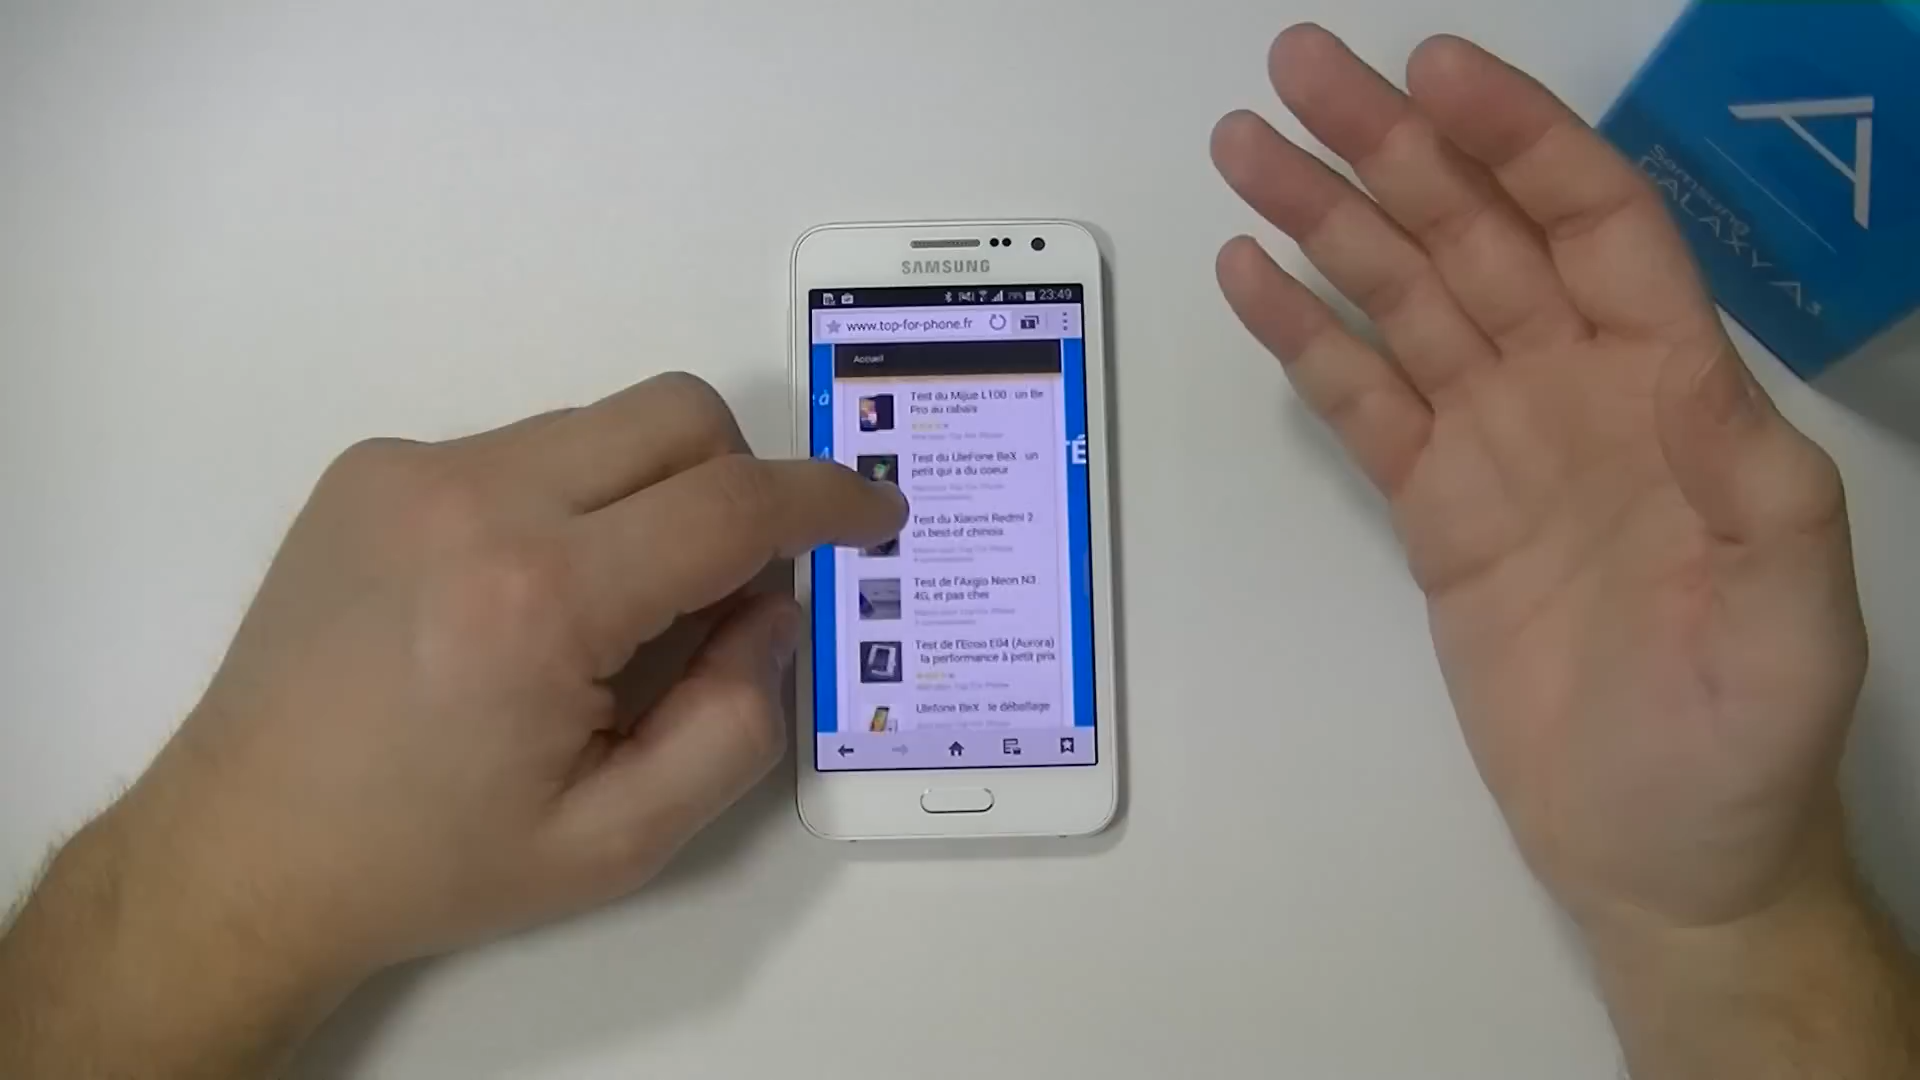 SAMSUNG
79% 23:49
www.top-for-phone.fr
Accueil
à
Test du Mijue L100 : un Be
Pro au rabais
Test du UleFone BeX : un
petit qui a du coeur
TÉ
Test du Xiaomi Redmi 2 :
un best-of chinois
Test de l'Axgio Neon N3 :
4G, et pas cher
Test de l'Ecoo E04 (Aurora)
: la performance à petit prix
Ulefone BeX : le déballage
A
Samsung
GALAXY A3